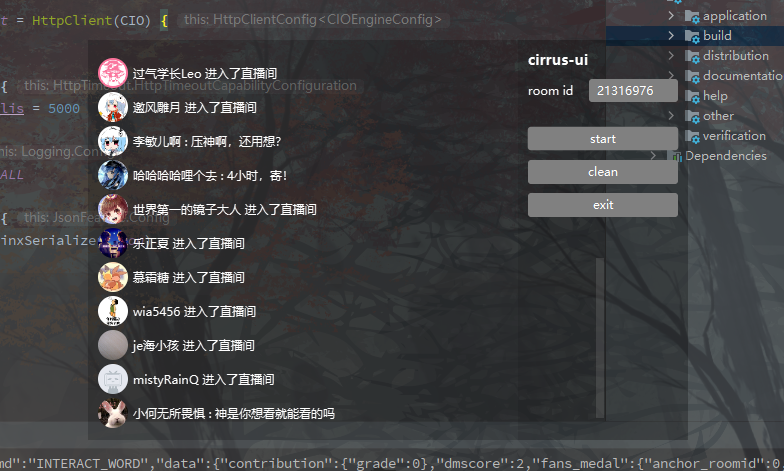 t = HttpClient(CIO) { this: HttpClientConfig<CIOEngineConfig>
{ this: HttpTimeout.HttpTimeoutCapabilityConfiguration
lis = 5000
his: Logging.Con
ALL
{ this: JsonFeature.Config
inxSerializer
过气学长Leo 进入了直播间
邀风雕月 进入了直播间
李敏儿啊 : 压神啊，还用想?
哈哈哈哈哩个去 : 4小时，寄!
世界第一的镜子大人 进入了直播间
乐正夏 进入了直播间
慕霜糖 进入了直播间
wia5456 进入了直播间
je海小孩 进入了直播间
mistyRainQ 进入了直播间
小何无所畏惧 : 神是你想看就能看的吗
cirrus-ui
room id 21316976
start
clean
exit
application
build
distribution
documentatio
help
other
verification
Dependencies
md":"INTERACT_WORD","data":{"contribution":{"grade":0},"dmscore":2,"fans_medal":{"anchor_roomid":0